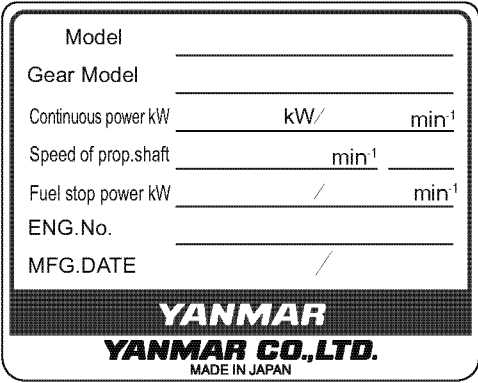 Model
Gear Model
Continuous power kW kW/ min-1
Speed of prop.shaft min-1
Fuel stop power kW / min-1
ENG.No.
MFG.DATE /
YANMAR
YANMAR CO.,LTD.
MADE IN JAPAN